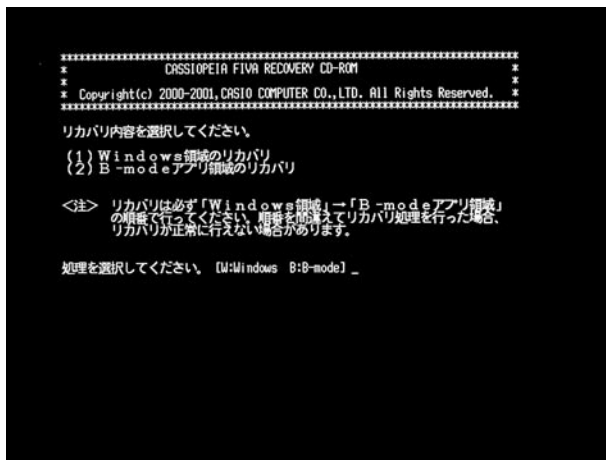 ***********************************************************************
*                 CASSIOPEIA FIVA RECOVERY CD-ROM                       *
*                                                                     *
*  Copyright(c) 2000-2001,CASIO COMPUTER CO.,LTD. All Rights Reserved.  *
***********************************************************************
リカバリ内容を選択してください。
(1)Windows領域のリカバリ
(2)B-modeアプリ領域のリカバリ
<注> リカバリは必ず「Windows領域」→「B-modeアプリ領域」
の順番で行ってください。順番を間違えてリカバリ処理を行った場合、
リカバリが正常に行えない場合があります。
処理を選択してください。 [W:Windows B:B-mode] _